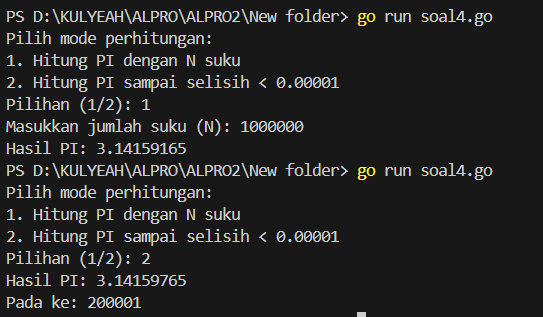 PS D:\KULYEAH\ALPRO\ALPRO2\New folder> go run soal4.go
Pilih mode perhitungan:
1. Hitung PI dengan N suku
2. Hitung PI sampai selisih < 0.00001
Pilihan (1/2): 1
Masukkan jumlah suku (N): 1000000
Hasil PI: 3.14159165
PS D:\KULYEAH\ALPRO\ALPRO2\New folder> go run soal4.go
Pilih mode perhitungan:
1. Hitung PI dengan N suku
2. Hitung PI sampai selisih < 0.00001
Pilihan (1/2): 2
Hasil PI: 3.14159765
Pada ke: 200001